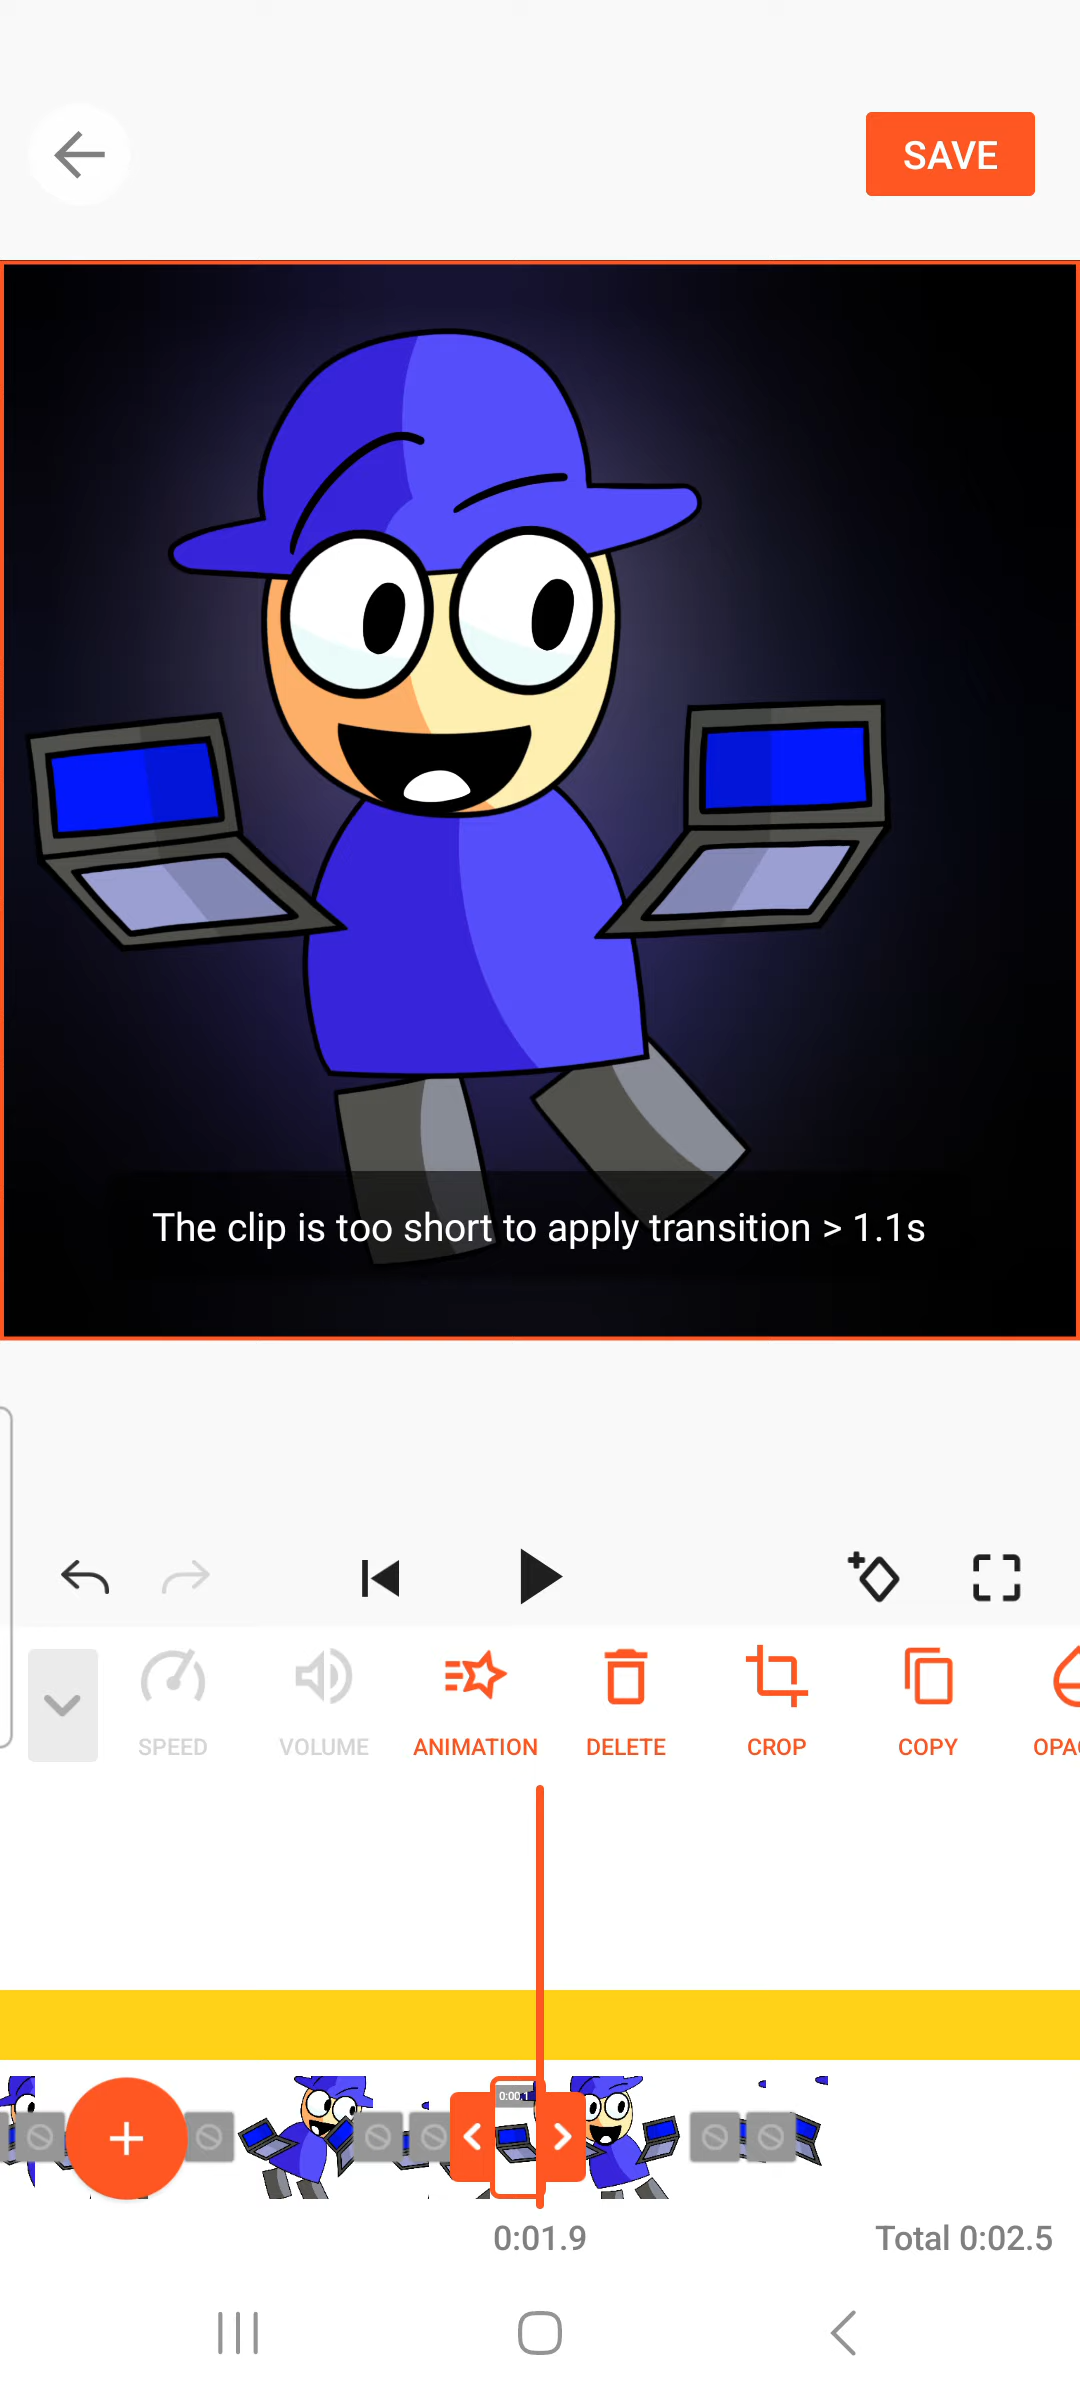 SAVE
The clip is too short to apply transition > 1.1s
SPEED
VOLUME
ANIMATION
DELETE
CROP
COPY
OPA
0:01.9
Total 0:02.5